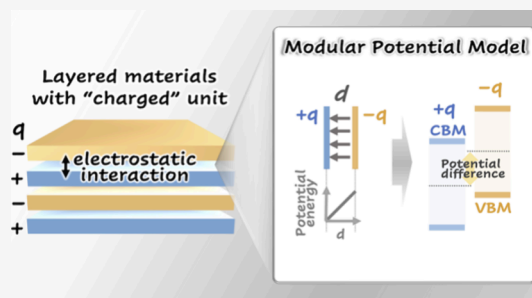 Layered materials
with “charged” unit
q
−
+
−
+
electrostatic
interaction
Modular Potential Model
+q
d
−q
Potential
energy
d
+q
CBM
−q
Potential
difference
VBM